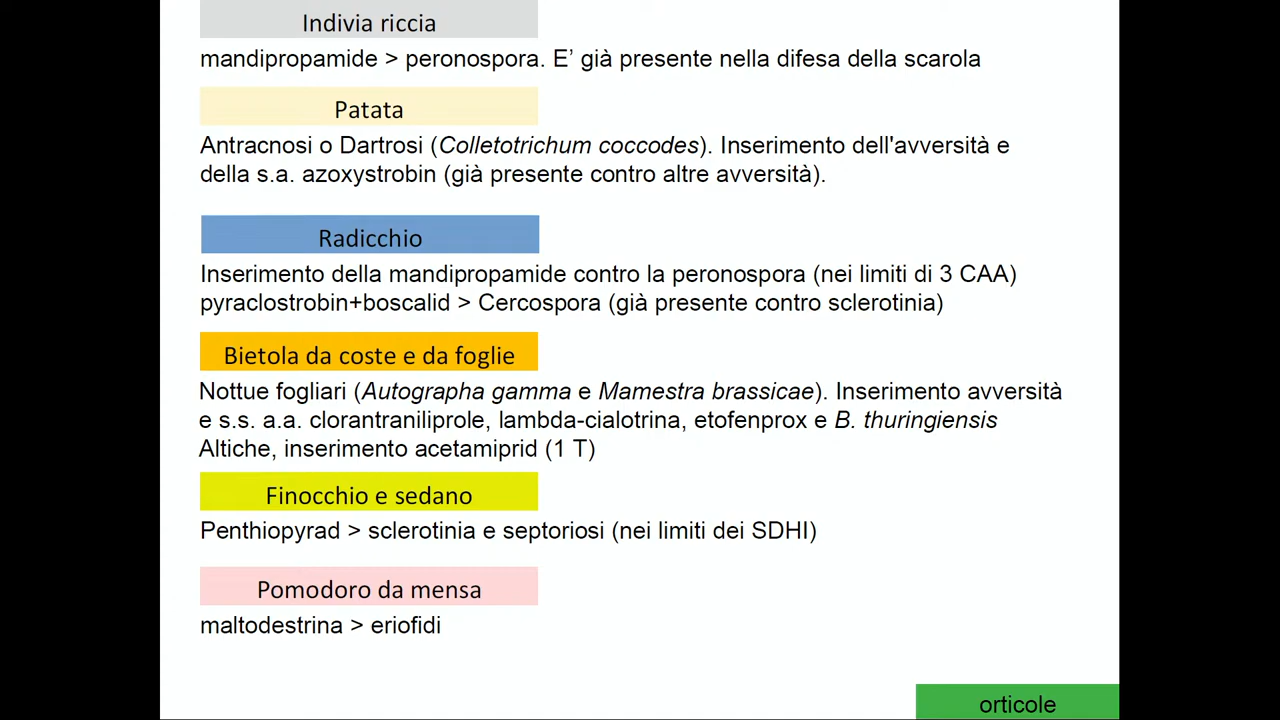 Indivia riccia
mandipropamide > peronospora. E’ già presente nella difesa della scarola
Patata
Antracnosi o Dartrosi (Colletotrichum coccodes). Inserimento dell'avversità e
della s.a. azoxystrobin (già presente contro altre avversità).
Radicchio
Inserimento della mandipropamide contro la peronospora (nei limiti di 3 CAA)
pyraclostrobin+boscalid > Cercospora (già presente contro sclerotinia)
Bietola da coste e da foglie
Nottue fogliari (Autographa gamma e Mamestra brassicae). Inserimento avversità
e s.s. a.a. clorantraniliprole, lambda-cialotrina, etofenprox e B. thuringiensis
Altiche, inserimento acetamiprid (1 T)
Finocchio e sedano
Penthiopyrad > sclerotinia e septoriosi (nei limiti dei SDHI)
Pomodoro da mensa
maltodestrina > eriofidi
orticole